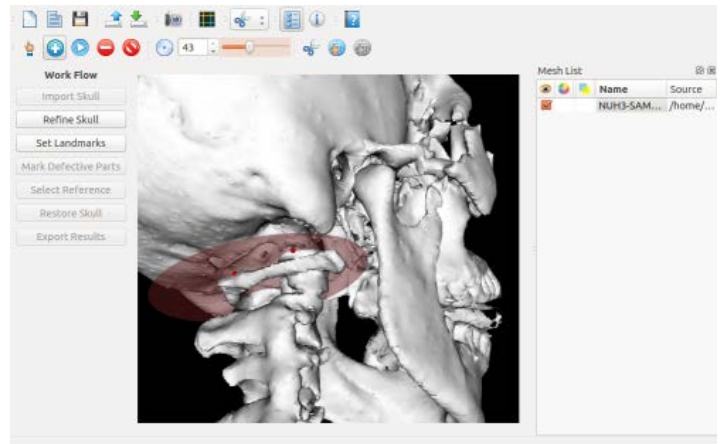 43
Work Flow
Import Skull
Refine Skull
Set Landmarks
Mark Defective Parts
Select Reference
Restore Skull
Export Results
Mesh List
Name Source
NUH3-SAM... /home/...